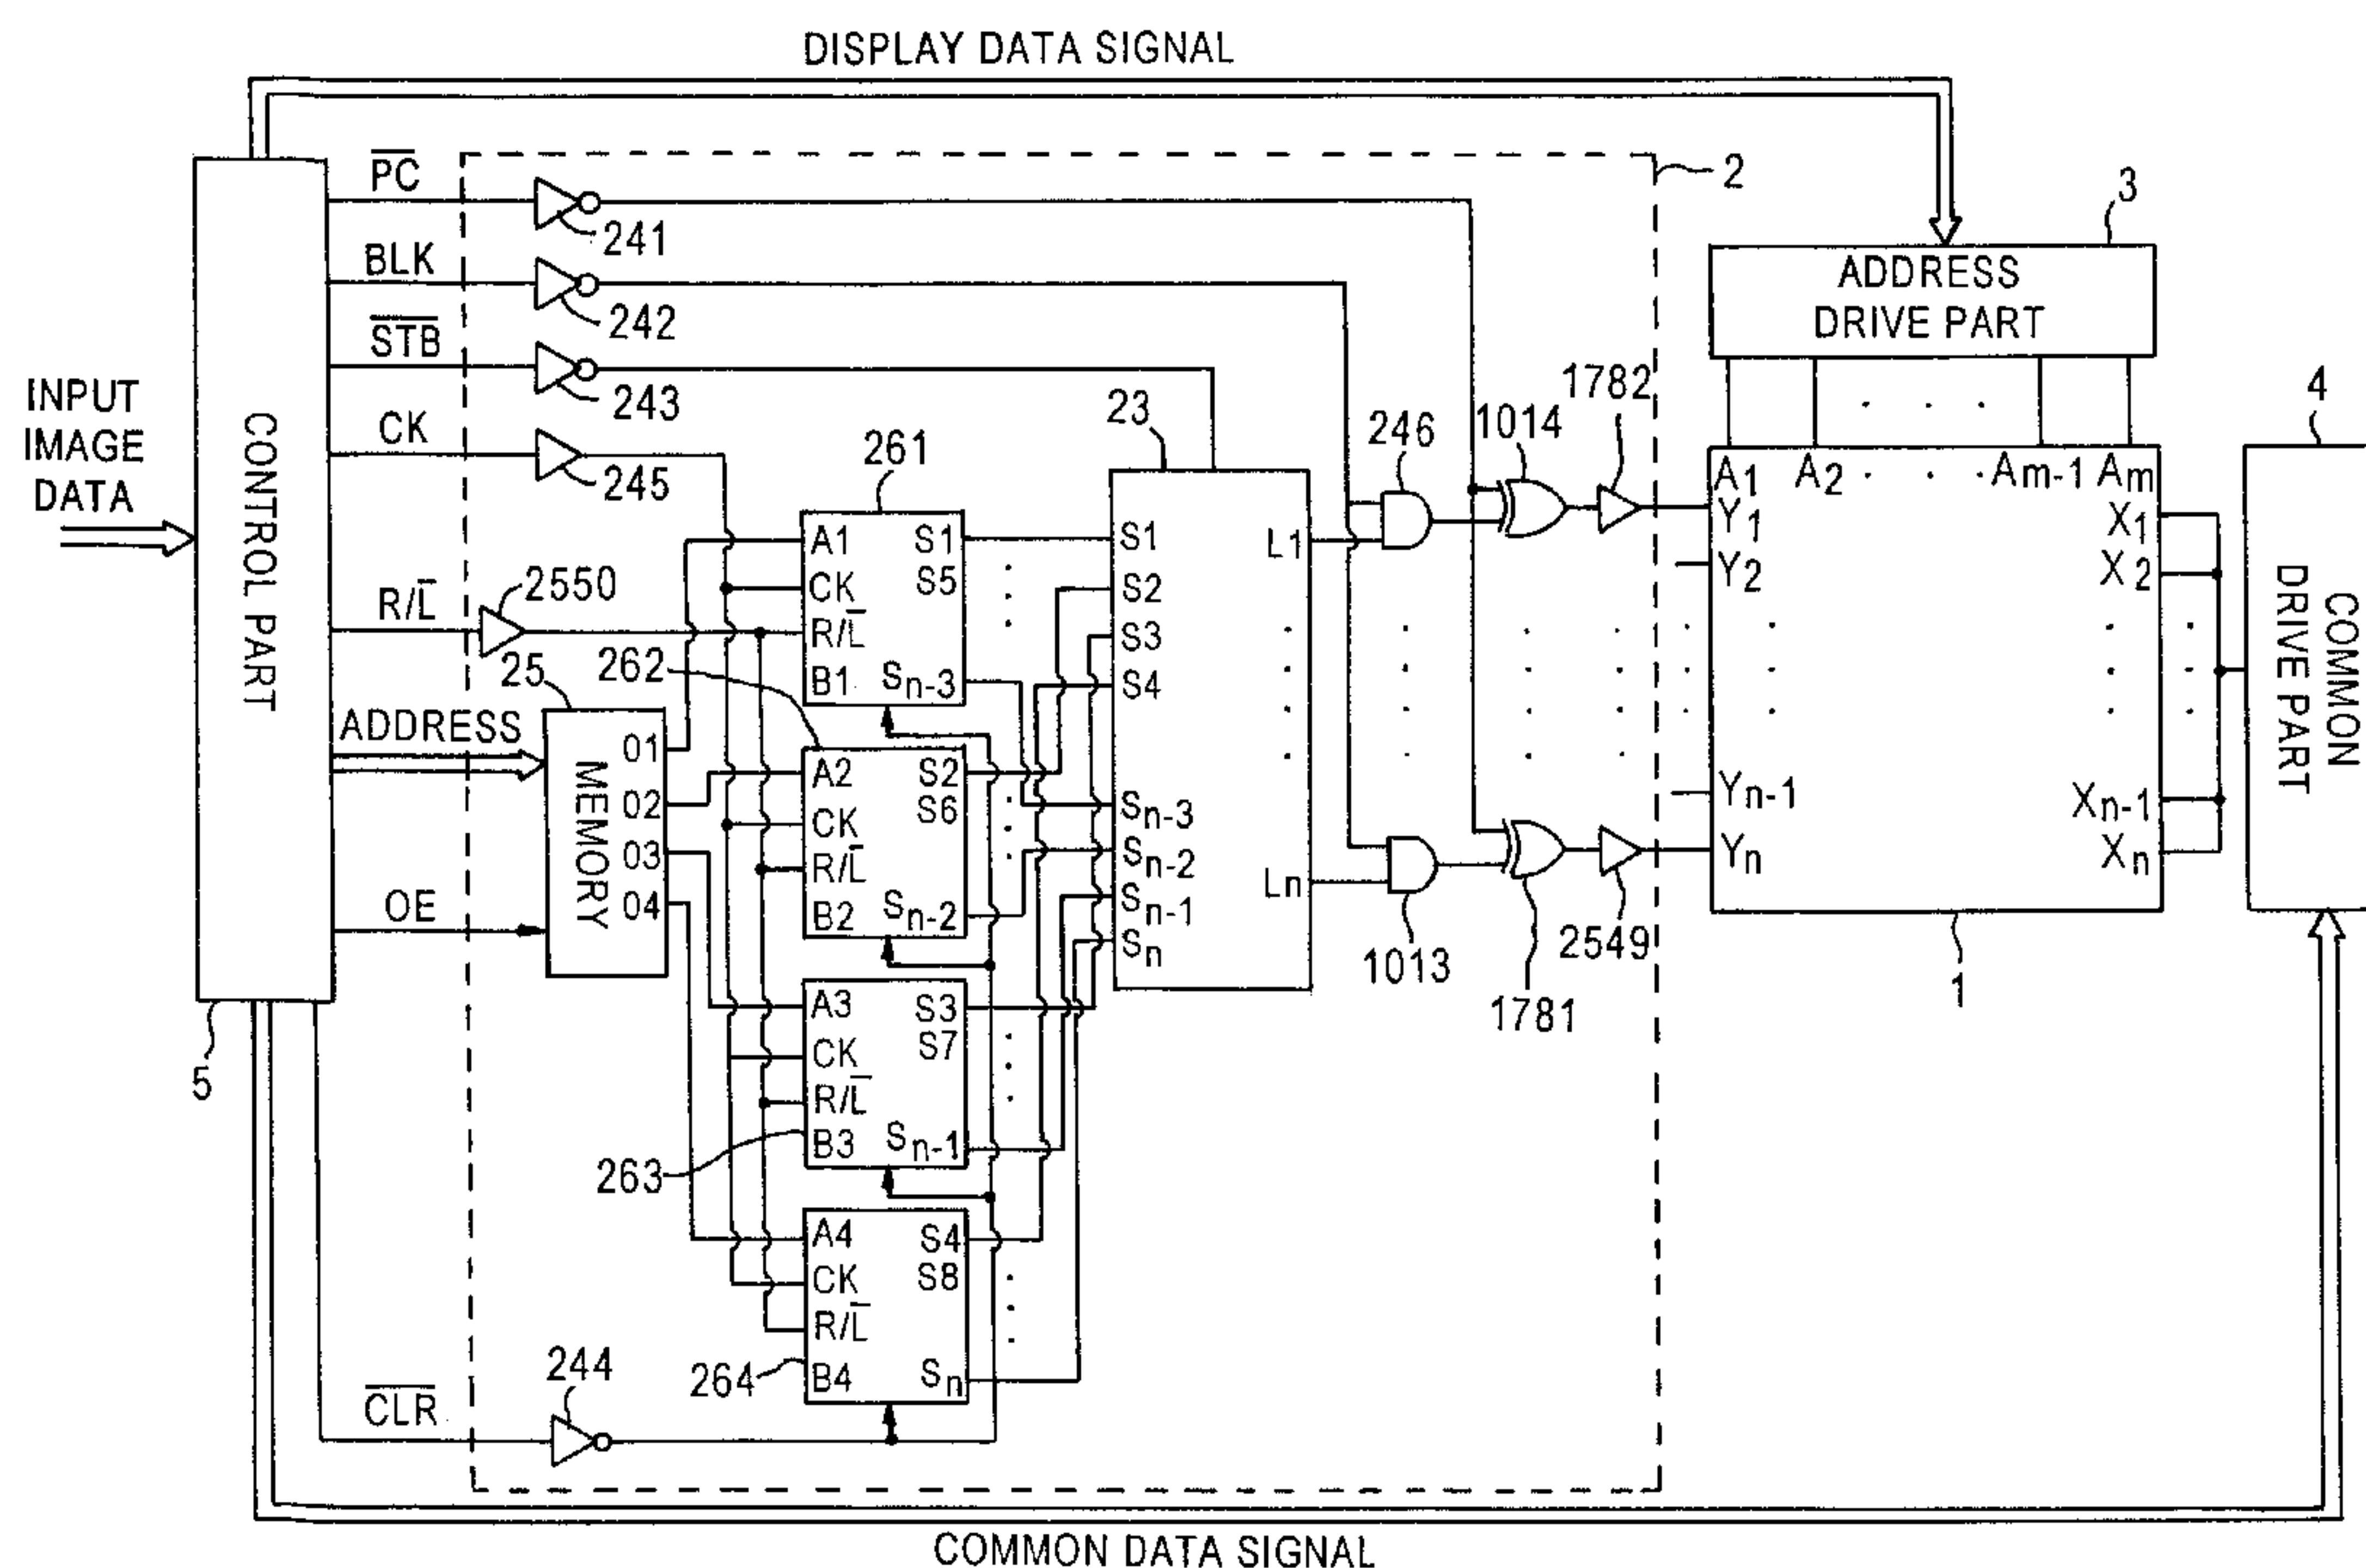 DISPLAY DATA SIGNAL
P̅C̅
BLK
S̅T̅B̅
CK
R/L̅
ADDRESS
OE
C̅L̅R̅
INPUT
IMAGE
DATA
CONTROL PART
5
241
242
243
245
2550
25
244
MEMORY
01
02
03
04
261
A1
CK
R/L̅
B1
S1
S5
Sn-3
262
A2
CK
R/L̅
B2
S2
S6
Sn-2
263
A3
CK
R/L̅
B3
S3
S7
Sn-1
264
A4
CK
R/L̅
B4
S4
S8
Sn
23
S1
S2
S3
S4
Sn-3
Sn-2
Sn-1
Sn
L1
Ln
246
1014
1782
1013
1781
2549
2
3
ADDRESS
DRIVE PART
A1 A2 Am-1 Am
Y1
Y2
Yn-1
Yn
X1
X2
Xn-1
Xn
1
4
COMMON
DRIVE PART
COMMON DATA SIGNAL